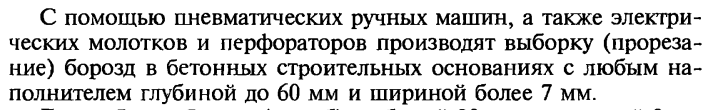 С помощью пневматических ручных машин, а также электри-
ческих молотков и перфораторов производят выборку (прореза-
ние) борозд в бетонных строительных основаниях с любым на-
полнителем глубиной до 60 мм и шириной более 7 мм.